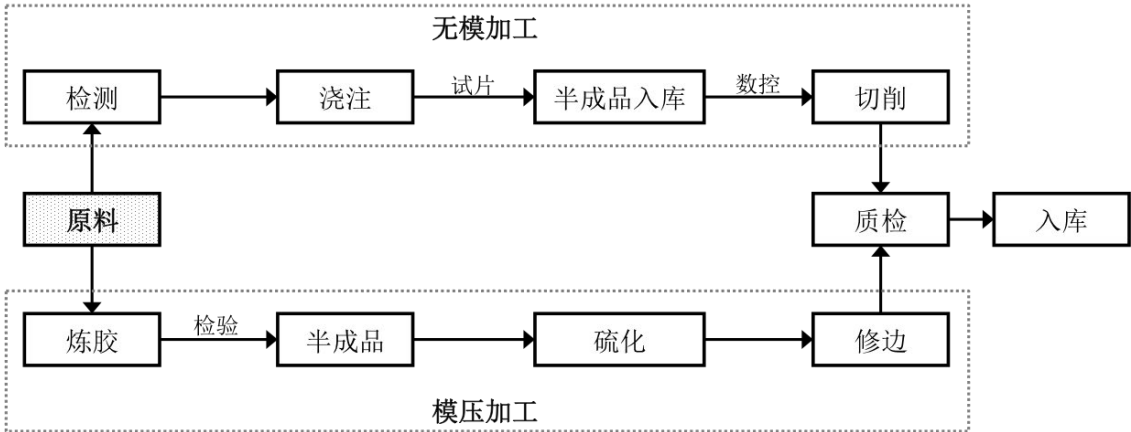 无模加工
检测
浇注
试片
半成品入库
数控
切削
原料
质检
入库
炼胶
检验
半成品
硫化
修边
模压加工